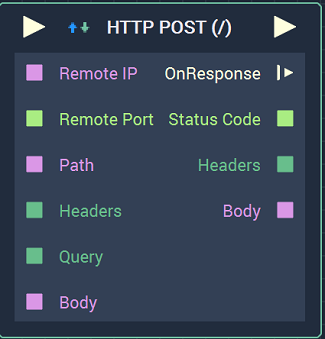 HTTP POST (/)
Remote IP OnResponse
Remote Port Status Code
Path Headers
Headers Body
Query
Body